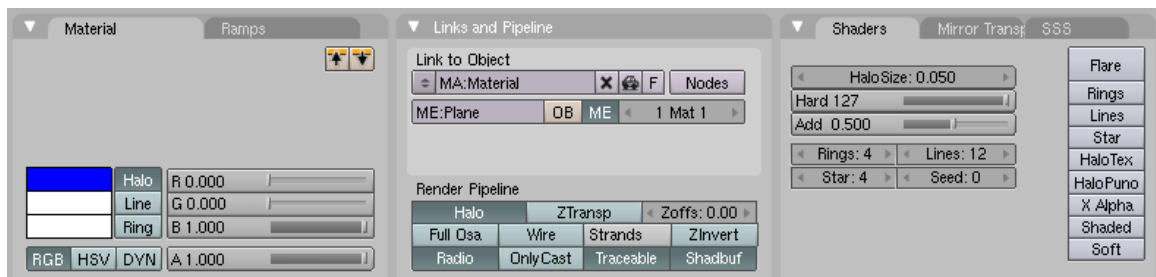 Material
Ramps
Halo R 0.000
Line G 0.000
Ring B 1.000
RGB HSV DYN A 1.000
Links and Pipeline
Link to Object
MA:Material F Nodes
ME:Plane OB ME 1 Mat 1
Render Pipeline
Halo ZTransp Zoffs: 0.00
Full Osa Wire Strands ZInvert
Radio OnlyCast Traceable Shadbuf
Shaders
Mirror Transp
SSS
HaloSize: 0.050
Hard 127
Add 0.500
Rings: 4 Lines: 12
Star: 4 Seed: 0
Flare
Rings
Lines
Star
HaloTex
HaloPuno
X Alpha
Shaded
Soft